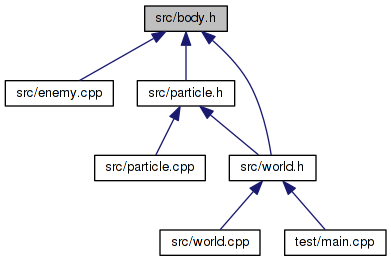 src/body.h
src/enemy.cpp
src/particle.h
src/particle.cpp
src/world.h
src/world.cpp
test/main.cpp